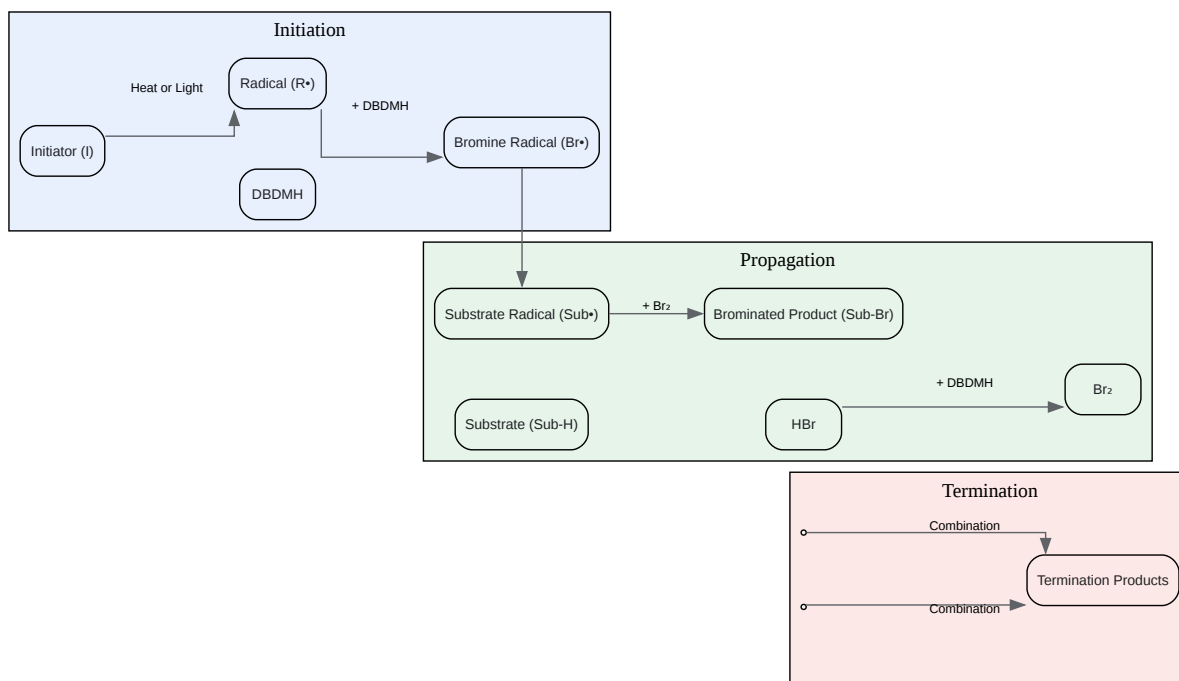 Initiation
Heat or Light
Radical (R•)
+ DBDMH
Initiator (I)
Bromine Radical (Br•)
DBDMH
Propagation
Substrate Radical (Sub•)
+ Br₂
Brominated Product (Sub-Br)
Substrate (Sub-H)
HBr
+ DBDMH
Br₂
Termination
Combination
Termination Products
Combination